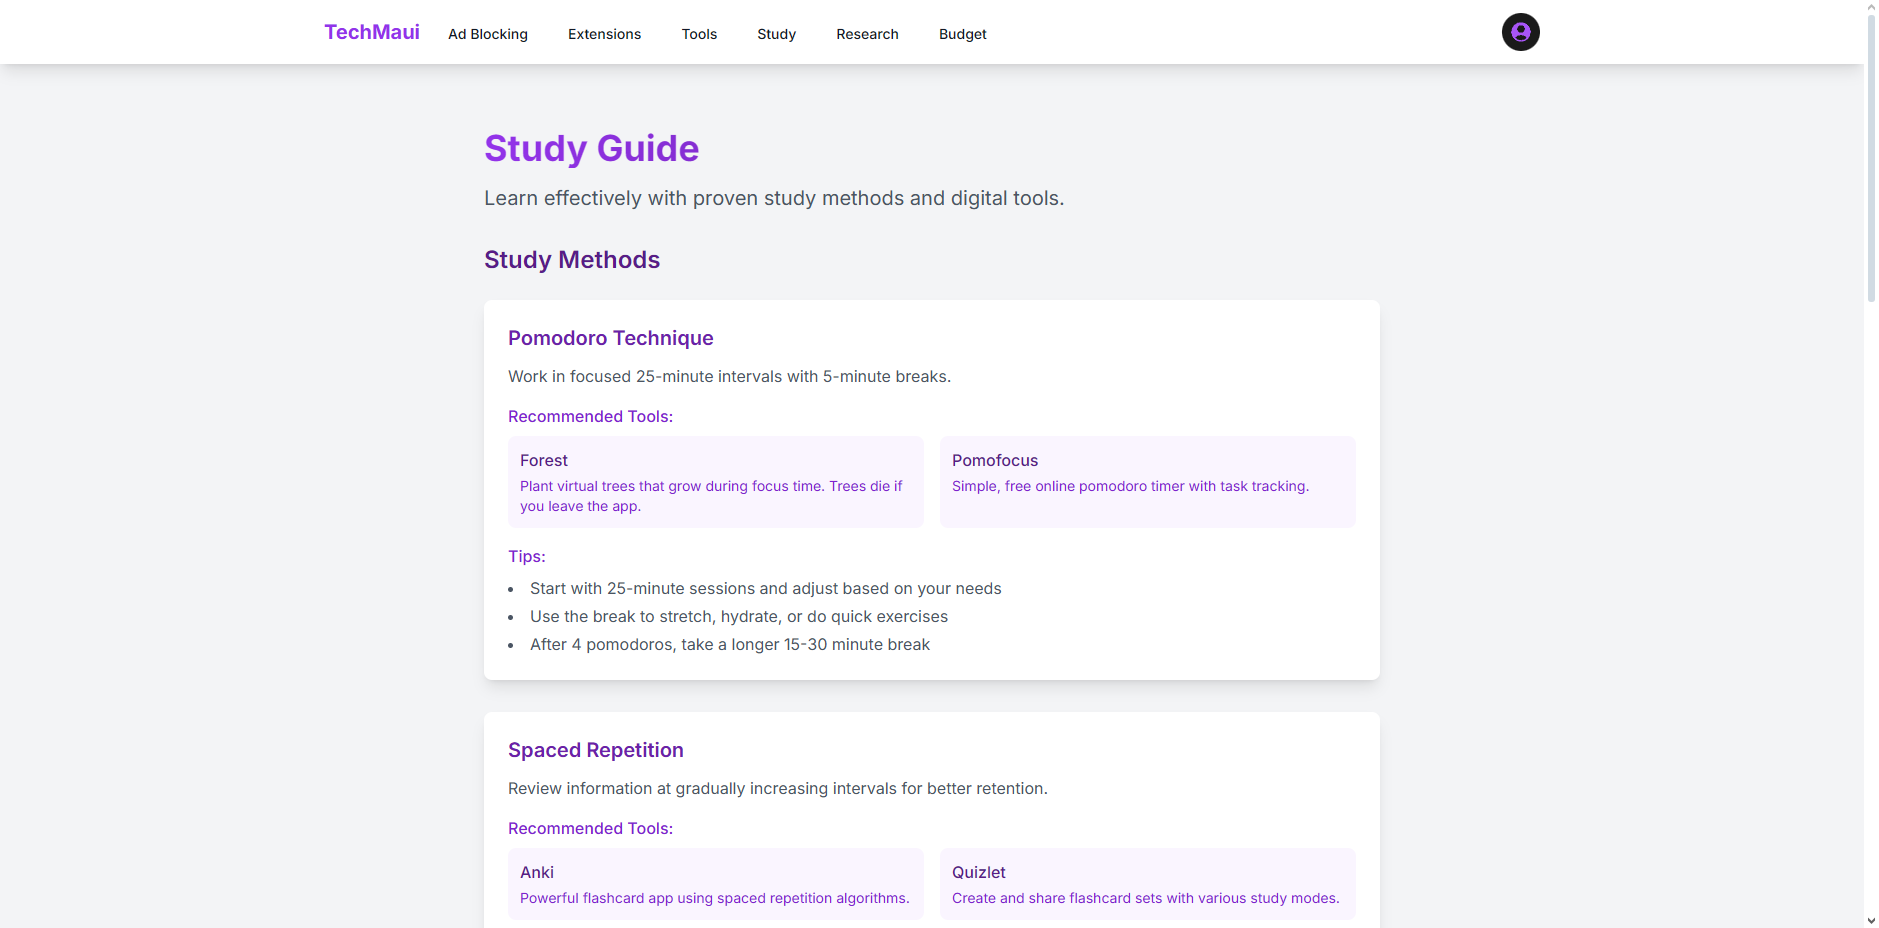 TechMaui
Ad Blocking
Extensions
Tools
Study
Research
Budget
Study Guide
Learn effectively with proven study methods and digital tools.
Study Methods
Pomodoro Technique
Work in focused 25-minute intervals with 5-minute breaks.
Recommended Tools:
Forest
Plant virtual trees that grow during focus time. Trees die if
you leave the app.
Pomofocus
Simple, free online pomodoro timer with task tracking.
Tips:
• Start with 25-minute sessions and adjust based on your needs
• Use the break to stretch, hydrate, or do quick exercises
• After 4 pomodoros, take a longer 15-30 minute break
Spaced Repetition
Review information at gradually increasing intervals for better retention.
Recommended Tools:
Anki
Powerful flashcard app using spaced repetition algorithms.
Quizlet
Create and share flashcard sets with various study modes.